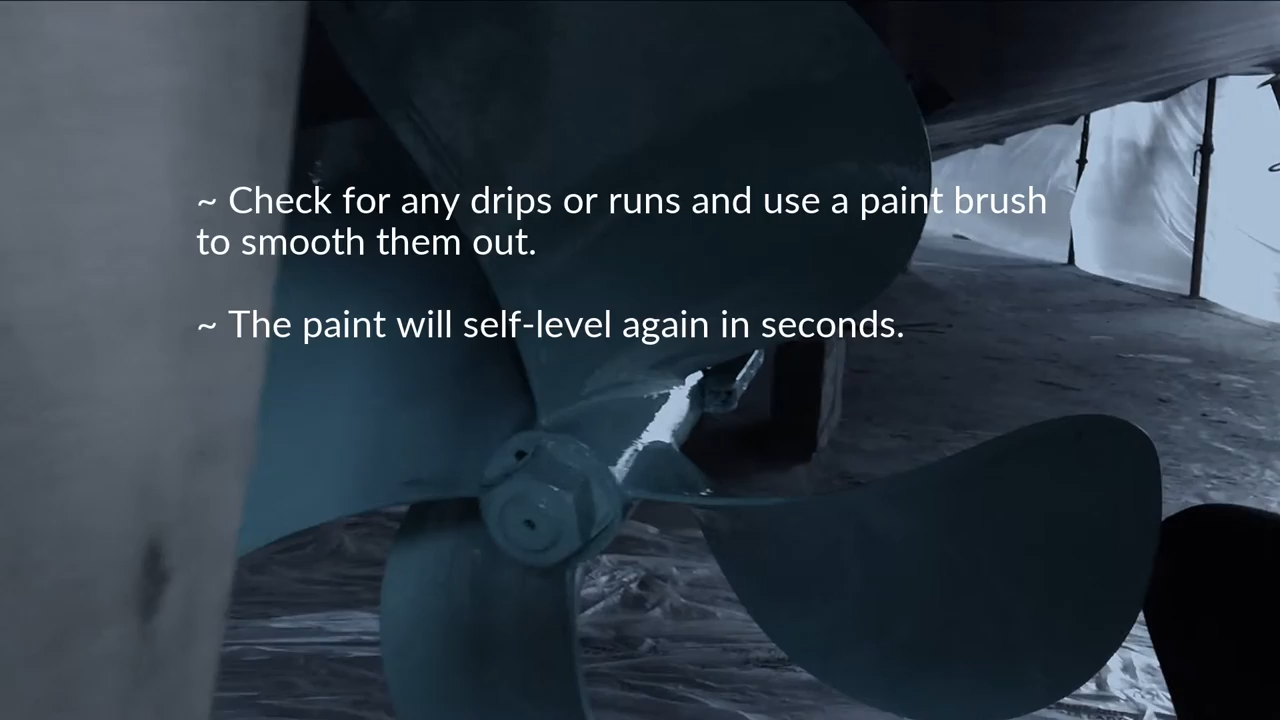 ~ Check for any drips or runs and use a paint brush
to smooth them out.
~ The paint will self-level again in seconds.